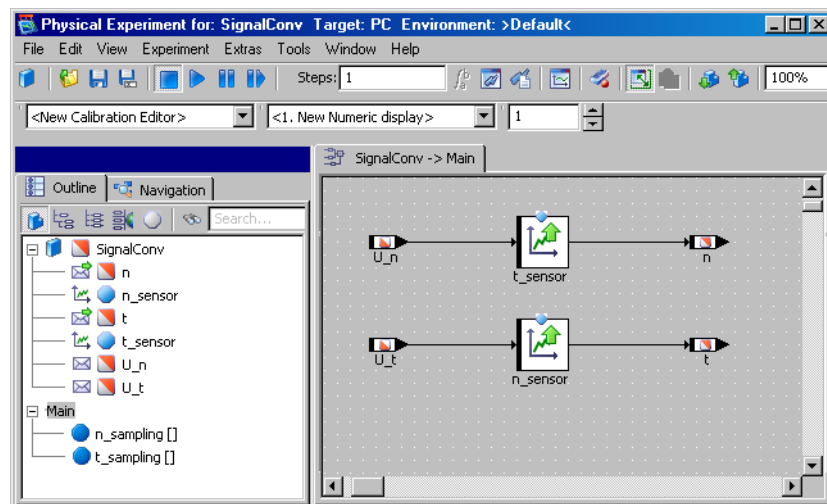 Physical Experiment for: SignalConv Target: PC Environment: >Default<
File Edit View Experiment Extras Tools Window Help
Steps: 1
100%
<New Calibration Editor>
<1. New Numeric display>
1
SignalConv -> Main
Outline
Navigation
Search...
SignalConv
n
n_sensor
t
t_sensor
U_n
U_t
Main
n_sampling []
t_sampling []
U_n
t_sensor
n
U_t
n_sensor
t